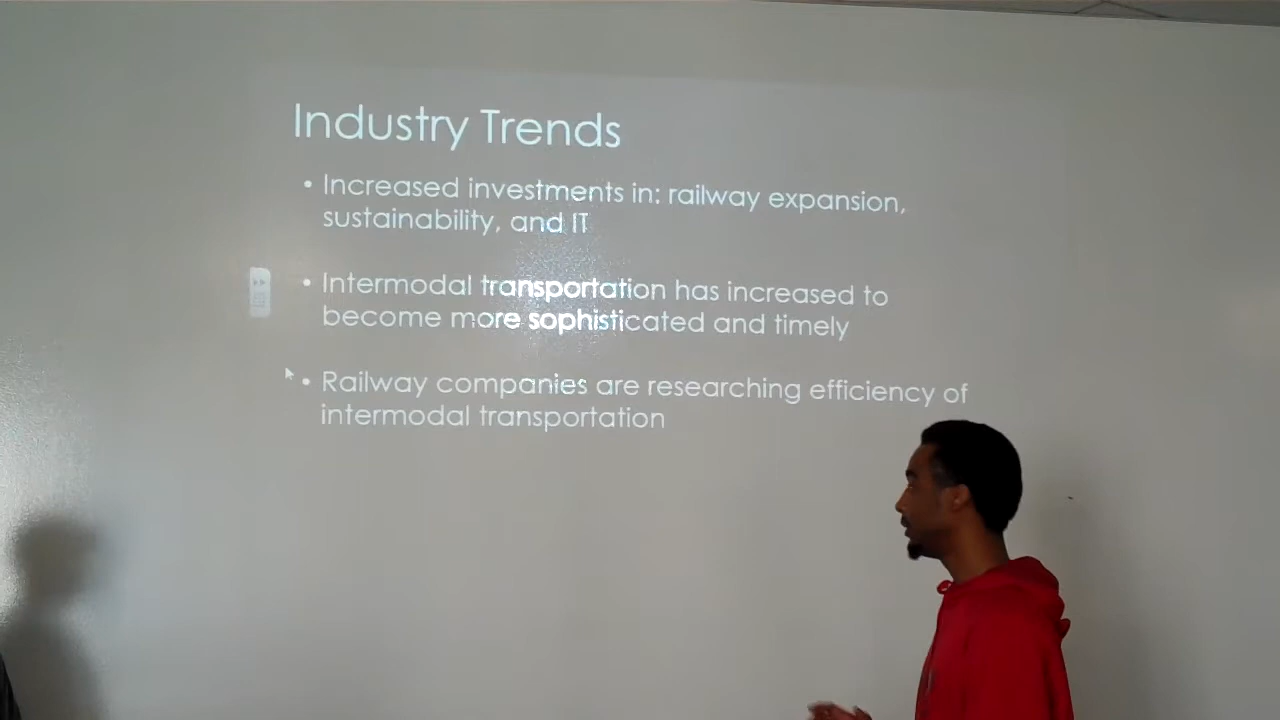 Industry Trends
• Increased investments in: railway expansion,
sustainability, and IT
• Intermodal transportation has increased to
become more sophisticated and timely
• Railway companies are researching efficiency of
intermodal transportation